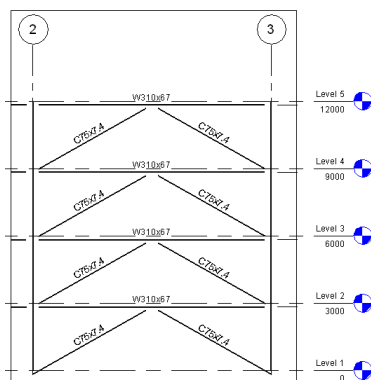 2 3
W310x67
Level 5
12000
C75x7.4 C75x7.4
W310x67
Level 4
9000
C75x7.4 C75x7.4
W310x67
Level 3
6000
C75x7.4 C75x7.4
W310x67
Level 2
3000
C75x7.4 C75x7.4
Level 1
0